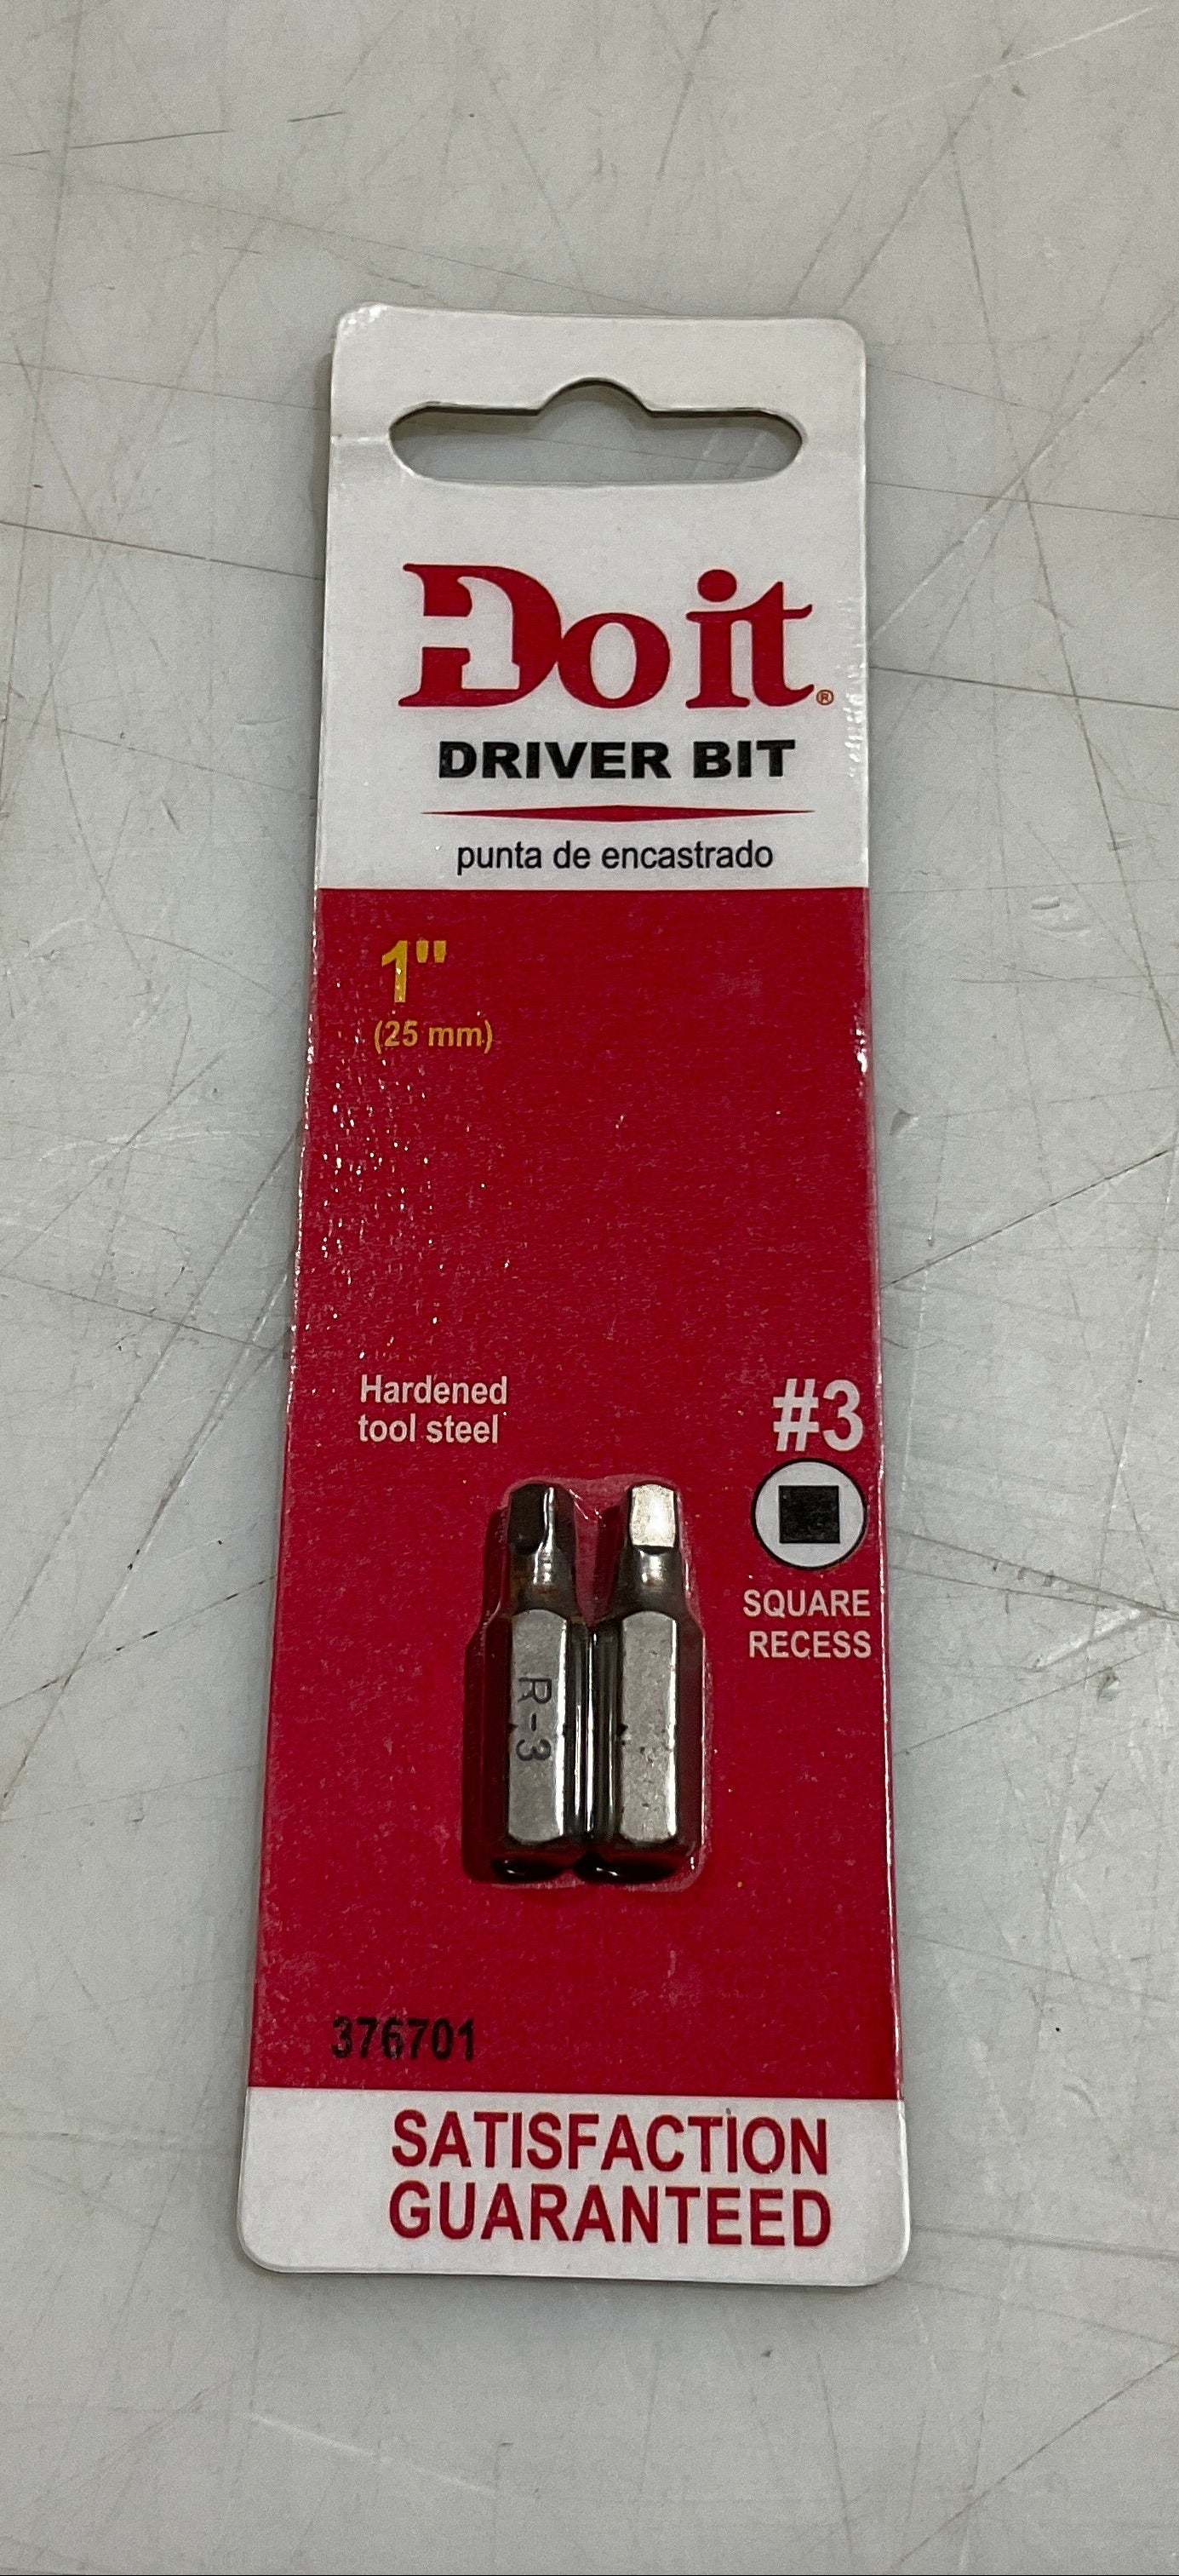 Do it®
DRIVER BIT
punta de encastrado
1"
(25 mm)
Hardened
tool steel
#3
SQUARE
RECESS
R-3
376701
SATISFACTION
GUARANTEED